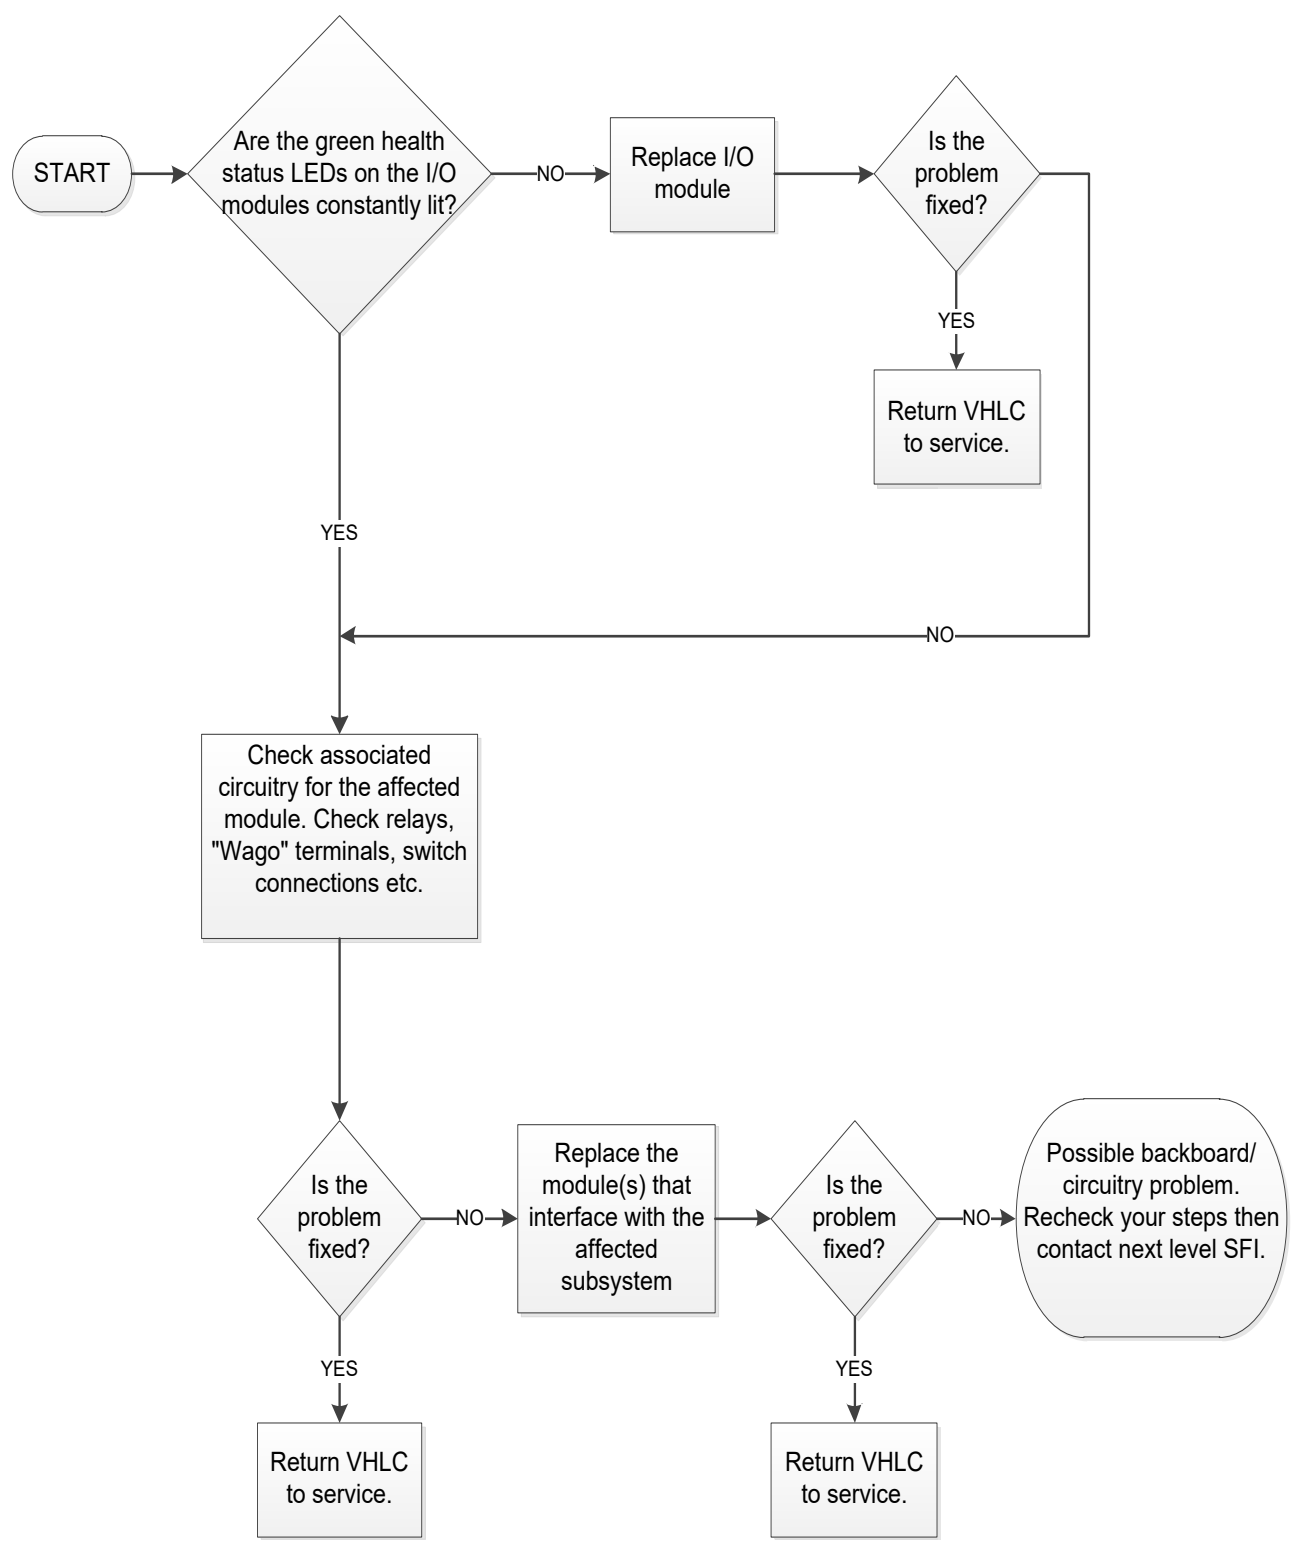 START
Are the green health
status LEDs on the I/O
modules constantly lit?
NO
Replace I/O
module
Is the
problem
fixed?
YES
Return VHLC
to service.
YES
NO
Check associated
circuitry for the affected
module. Check relays,
"Wago" terminals, switch
connections etc.
Is the
problem
fixed?
NO
Replace the
module(s) that
interface with the
affected
subsystem
Is the
problem
fixed?
NO
Possible backboard/
circuitry problem.
Recheck your steps then
contact next level SFI.
YES
Return VHLC
to service.
YES
Return VHLC
to service.